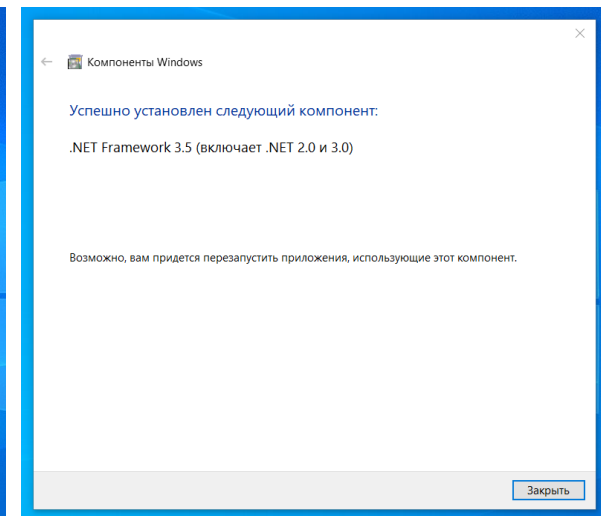 Компоненты Windows
Успешно установлен следующий компонент:
.NET Framework 3.5 (включает .NET 2.0 и 3.0)
Возможно, вам придется перезапустить приложения, использующие этот компонент.
Закрыть